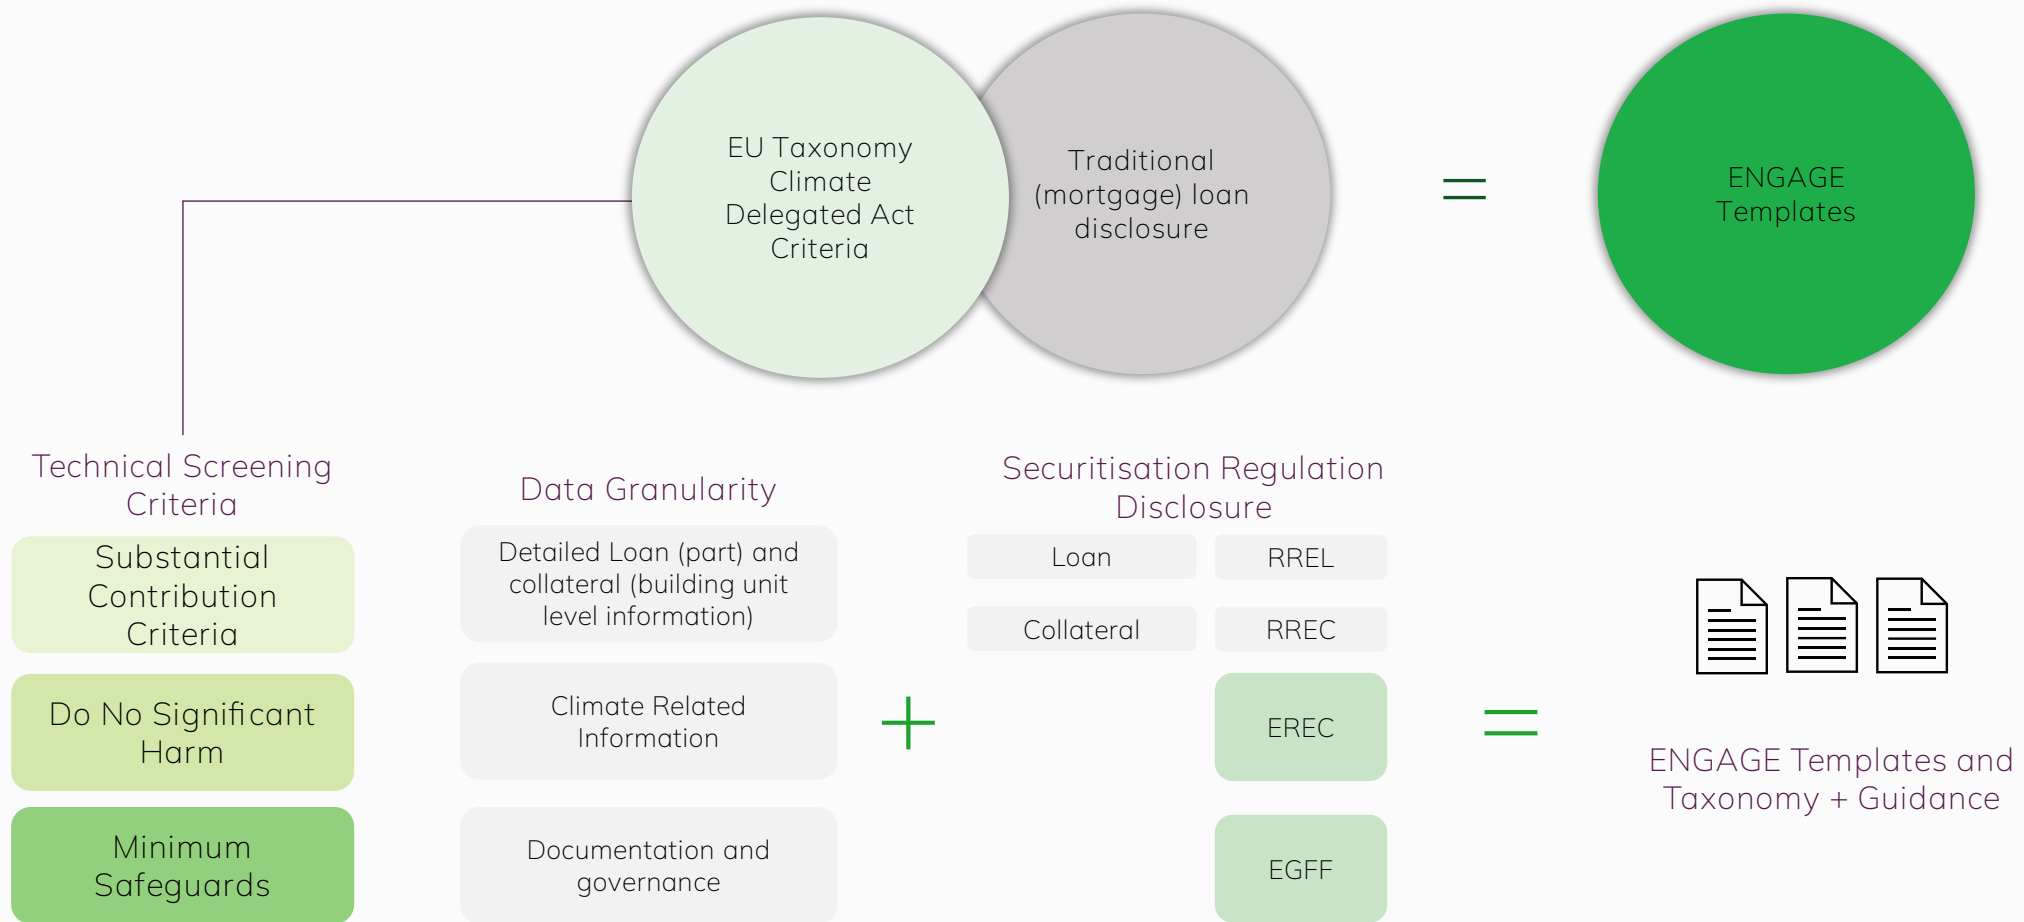 EU Taxonomy
Climate
Delegated Act
Criteria
Traditional
(mortgage) loan
disclosure
=
ENGAGE
Templates
Technical Screening
Criteria
Substantial
Contribution
Criteria
Do No Significant
Harm
Minimum
Safeguards
Data Granularity
Detailed Loan (part) and
collateral (building unit
level information)
Climate Related
Information
Documentation and
governance
+
Securitisation Regulation
Disclosure
Loan
RREL
Collateral
RREC
EREC
EGFF
=
ENGAGE Templates and
Taxonomy + Guidance